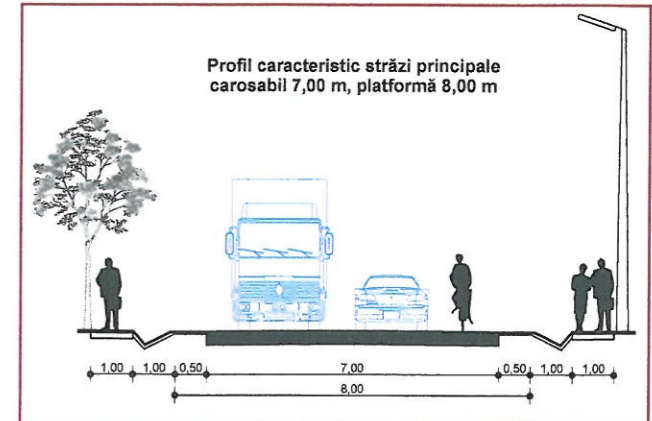 Profil caracteristic străzi principale
carosabil 7,00 m, platformă 8,00 m
1,00 1,00 0,50 7,00 0,50 1,00 1,00
8,00